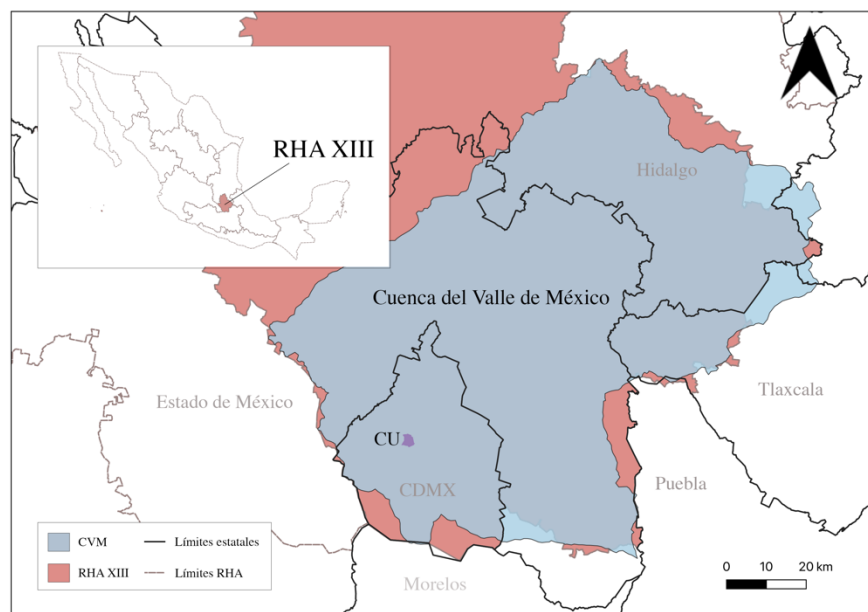 RHA XIII
Hidalgo
Cuenca del Valle de México
Estado de México
Tlaxcala
CU
CDMX
Puebla
CVM
Límites estatales
RHA XIII
Límites RHA
Morelos
0 10 20 km